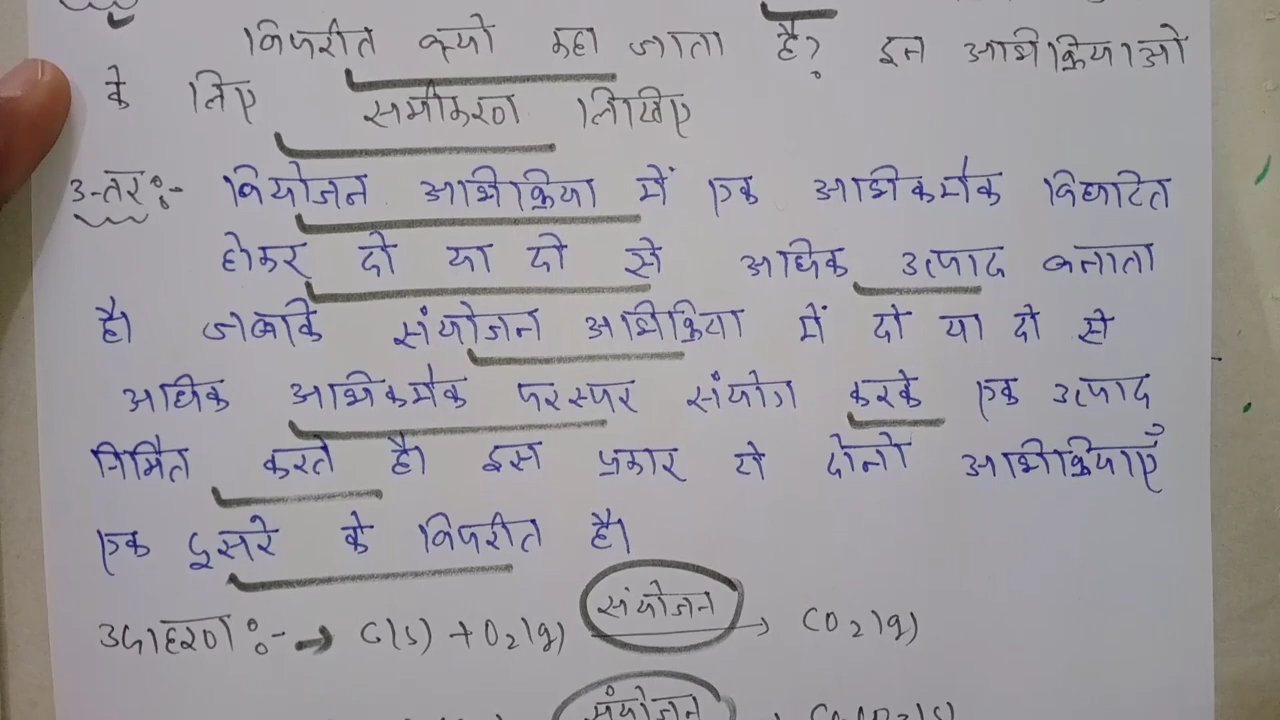 विपरीत क्यो कहा जाता है? इन अभिक्रियाओ
के लिए समीकरण लिखिए
उत्तर:- वियोजन अभिक्रिया में एक अभिकर्मक विघटित
होकर दो या दो से अधिक उत्पाद बनाता
है। जबकि संयोजन अभिक्रिया में दो या दो से
अधिक अभिकर्मक परस्पर संयोग करके एक उत्पाद
निर्मित करते है। इस प्रकार ये दोनो अभिक्रियाएँ
एक दूसरे के विपरीत है।
उदाहरण:- → C(s) + O2(g) संयोजन → CO2(g)
संयोजन